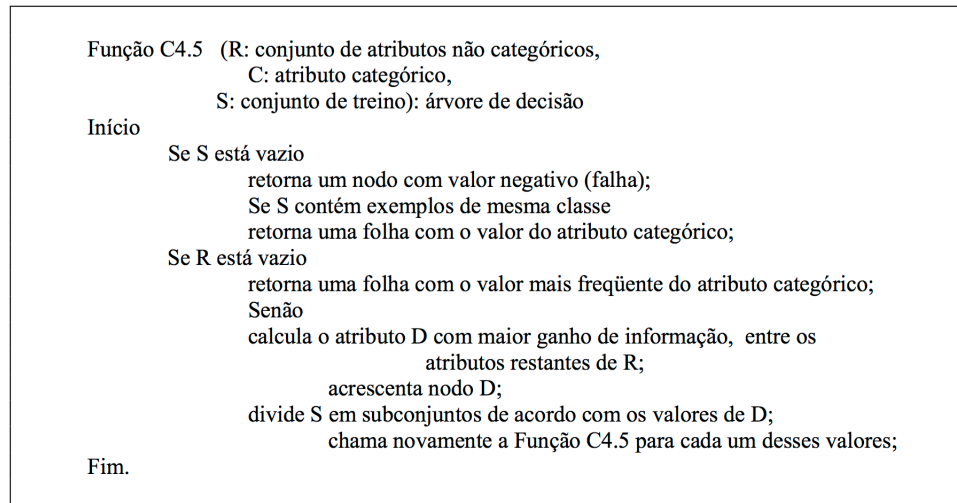 Função C4.5 (R: conjunto de atributos não categóricos,
C: atributo categórico,
S: conjunto de treino): árvore de decisão
Início
Se S está vazio
retorna um nodo com valor negativo (falha);
Se S contém exemplos de mesma classe
retorna uma folha com o valor do atributo categórico;
Se R está vazio
retorna uma folha com o valor mais freqüente do atributo categórico;
Senão
calcula o atributo D com maior ganho de informação, entre os
atributos restantes de R;
acrescenta nodo D;
divide S em subconjuntos de acordo com os valores de D;
chama novamente a Função C4.5 para cada um desses valores;
Fim.